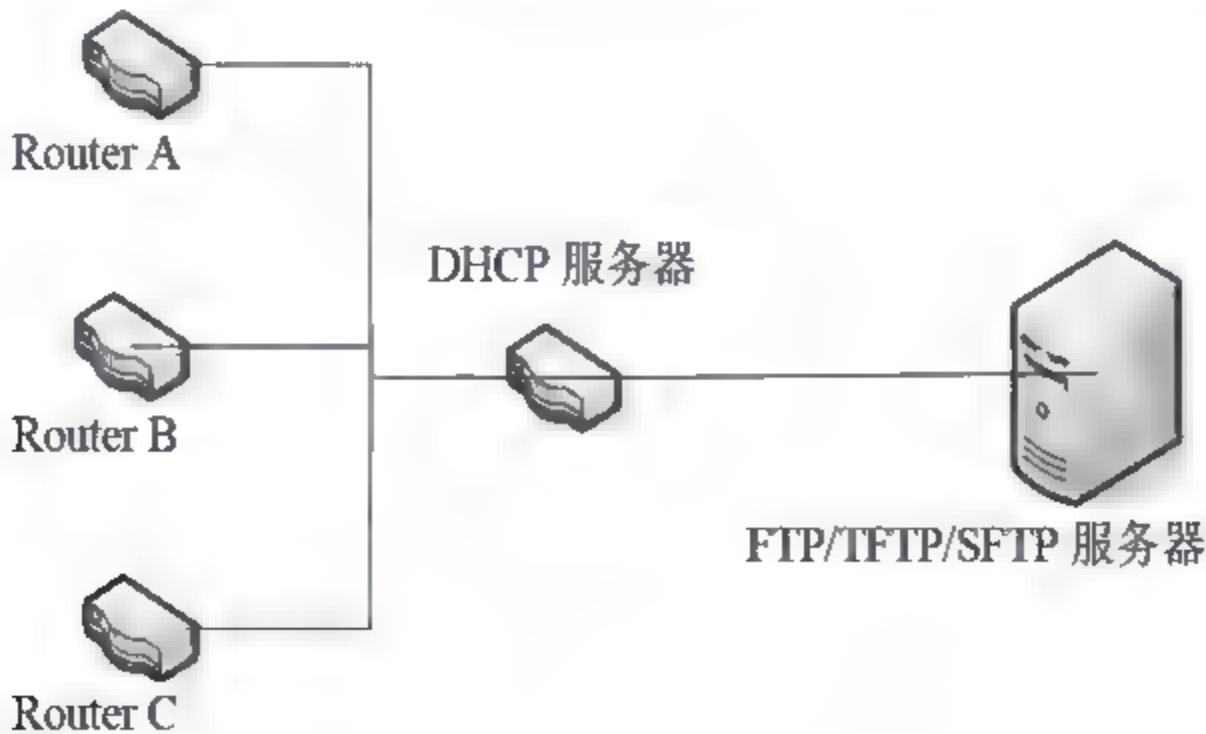 Router A
DHCP 服务器
Router B
FTP/TFTP/SFTP 服务器
Router C